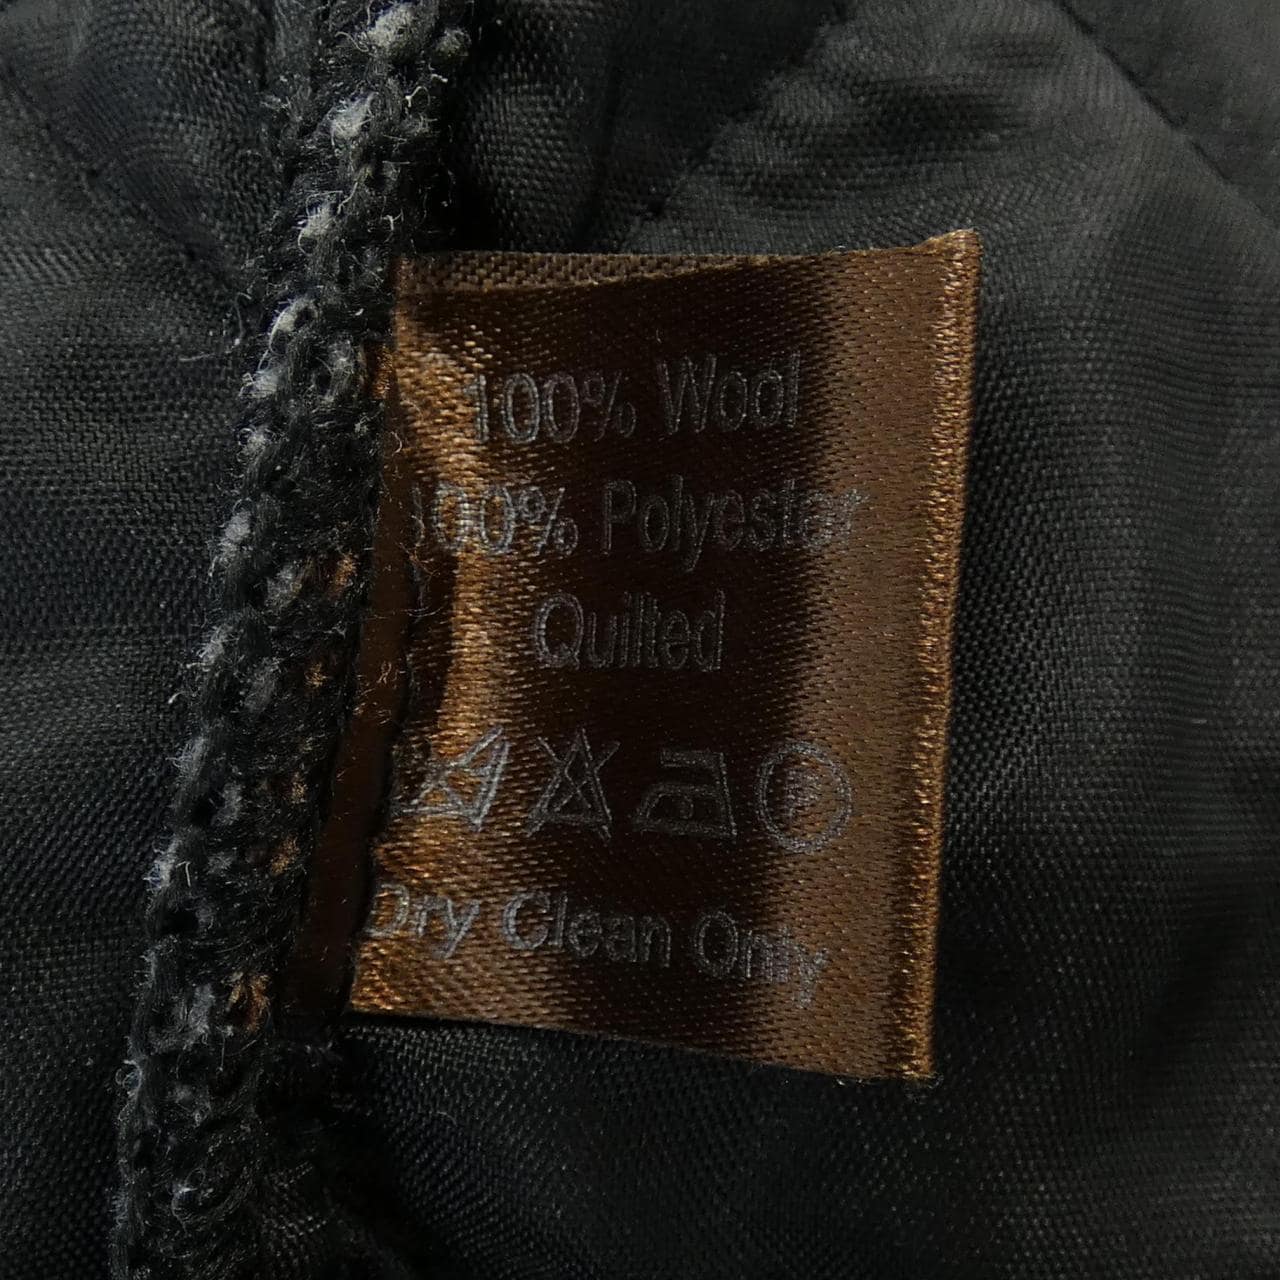 100% Wool
100% Polyester
Quilted
P
Dry Clean Only